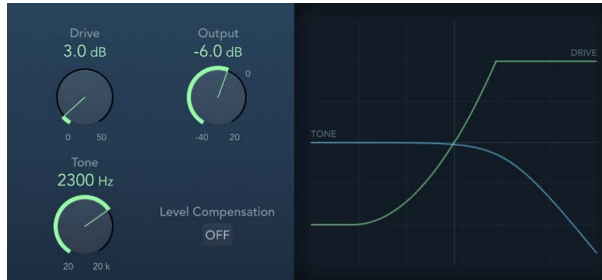 Drive
3.0 dB
0 50
Output
-6.0 dB
0
-40 20
Tone
2300 Hz
20 20 k
Level Compensation
OFF
DRIVE
TONE